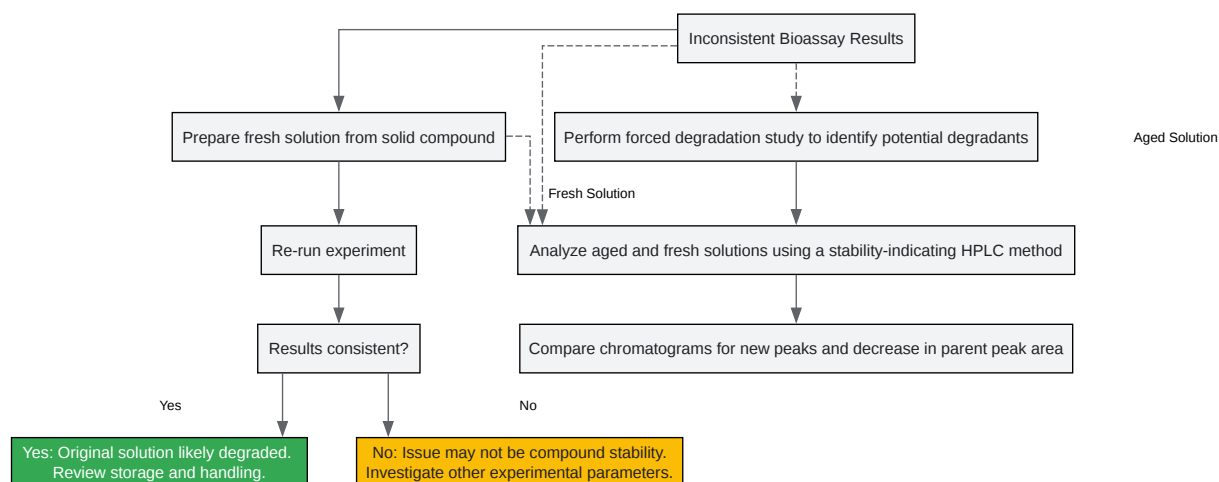 Inconsistent Bioassay Results
Prepare fresh solution from solid compound
Perform forced degradation study to identify potential degradants
Aged Solution
Fresh Solution
Re-run experiment
Analyze aged and fresh solutions using a stability-indicating HPLC method
Results consistent?
Compare chromatograms for new peaks and decrease in parent peak area
Yes
No
Yes: Original solution likely degraded.
Review storage and handling.
No: Issue may not be compound stability.
Investigate other experimental parameters.